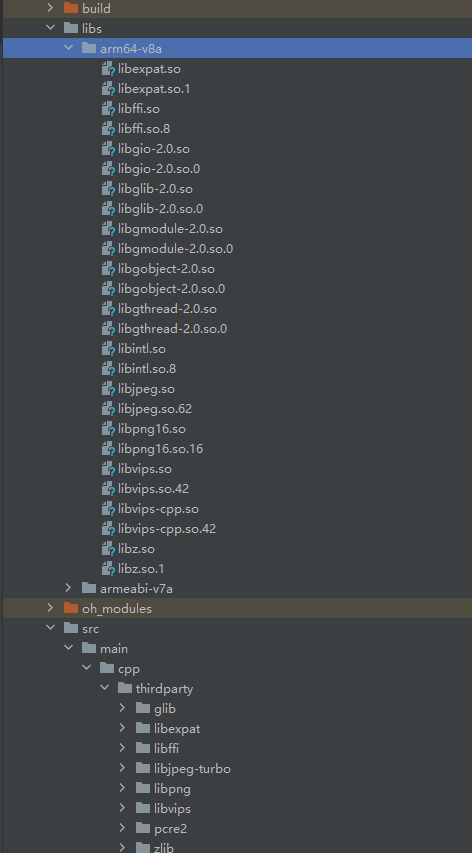 build
libs
arm64-v8a
libexpat.so
libexpat.so.1
libffi.so
libffi.so.8
libgio-2.0.so
libgio-2.0.so.0
libglib-2.0.so
libglib-2.0.so.0
libgmodule-2.0.so
libgmodule-2.0.so.0
libgobject-2.0.so
libgobject-2.0.so.0
libgthread-2.0.so
libgthread-2.0.so.0
libintl.so
libintl.so.8
libjpeg.so
libjpeg.so.62
libpng16.so
libpng16.so.16
libvips.so
libvips.so.42
libvips-cpp.so
libvips-cpp.so.42
libz.so
libz.so.1
armeabi-v7a
oh_modules
src
main
cpp
thirdparty
glib
libexpat
libffi
libjpeg-turbo
libpng
libvips
pcre2
zlib